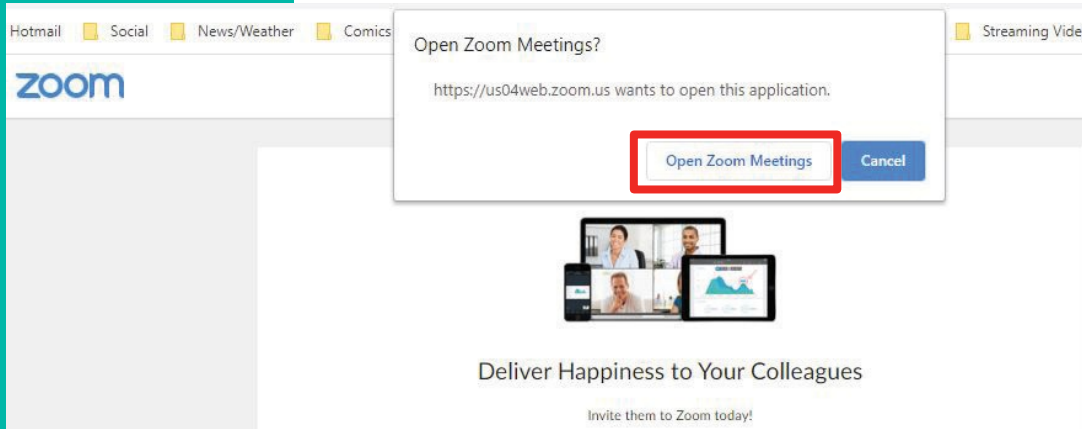 Hotmail Social News/Weather Comics Streaming Vide
zoom
Open Zoom Meetings?
https://us04web.zoom.us wants to open this application.
Open Zoom Meetings Cancel
Deliver Happiness to Your Colleagues
Invite them to Zoom today!